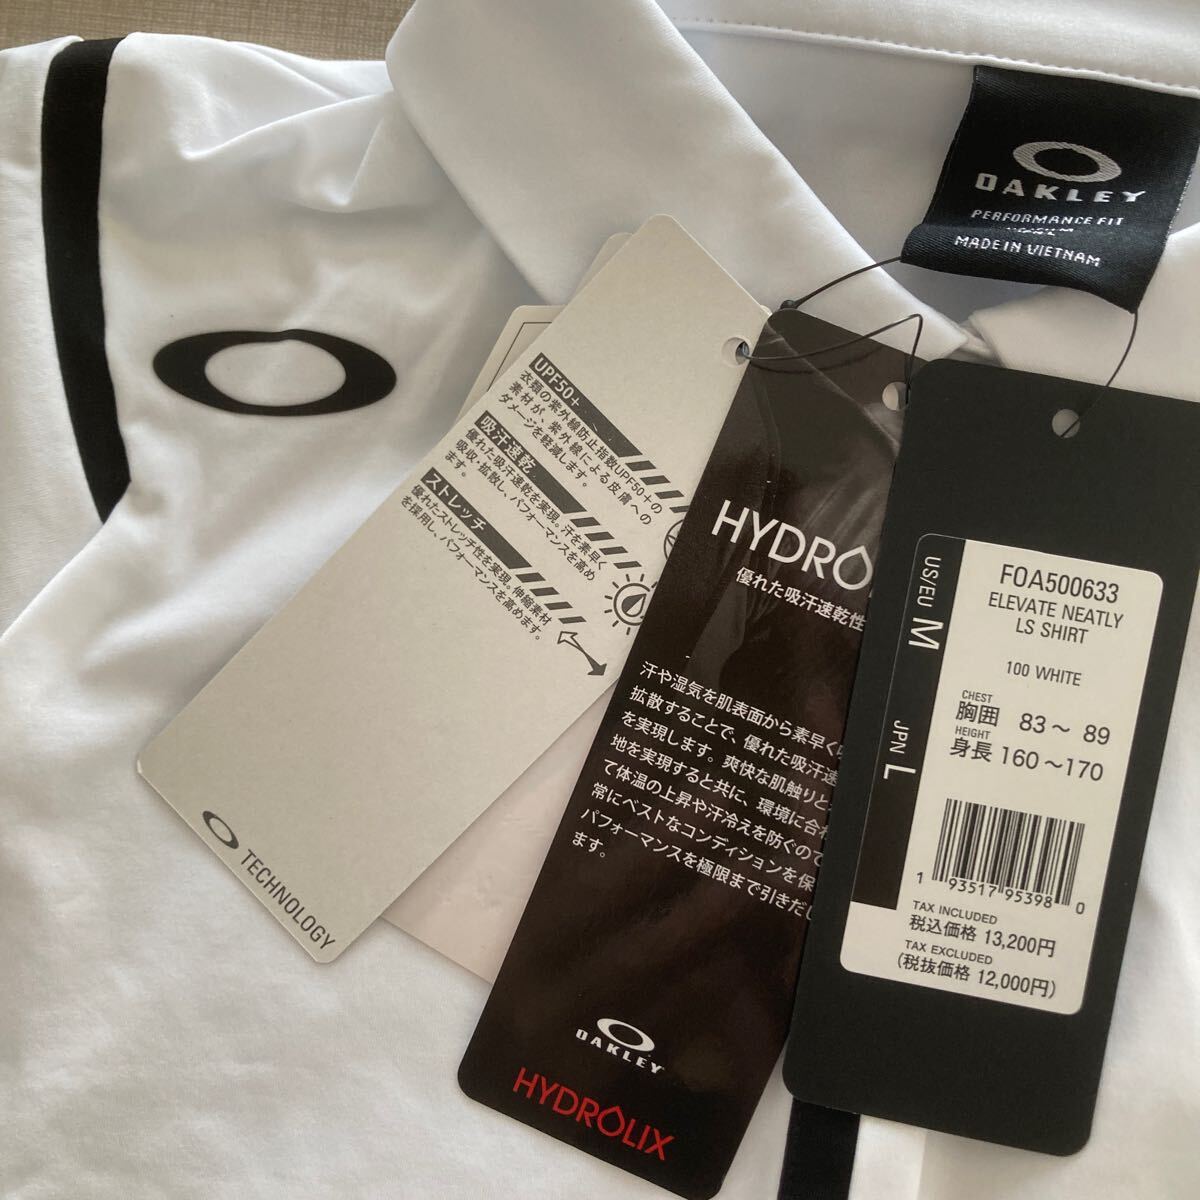 OAKLEY
PERFORMANCE FIT
MADE IN VIETNAM
UPF50+
衣類の紫外線防止指数UPF50+の
素材が、紫外線による皮膚への
ダメージを軽減します。
吸汗速乾
優れた吸汗速乾を実現。汗を素早く
吸収・拡散し、パフォーマンスを高め
ます。
ストレッチ
優れたストレッチ性を実現。伸縮素材
を採用し、パフォーマンスを高めます。
TECHNOLOGY
HYDRO
優れた吸汗速乾性
汗や湿気を肌表面から素早く
拡散することで、優れた吸汗速
を実現します。爽快な肌触りと
地を実現すると共に、環境に合わ
て体温の上昇や汗冷えを防ぐので
常にベストなコンディションを保
パフォーマンスを極限まで引きだし
ます。
OAKLEY
HYDROLIX
US/EU M
JPN L
FOA500633
ELEVATE NEATLY
LS SHIRT
100 WHITE
CHEST
胸囲 83～ 89
HEIGHT
身長 160～170
1 93517 95398 0
TAX INCLUDED
税込価格 13,200円
TAX EXCLUDED
(税抜価格 12,000円)